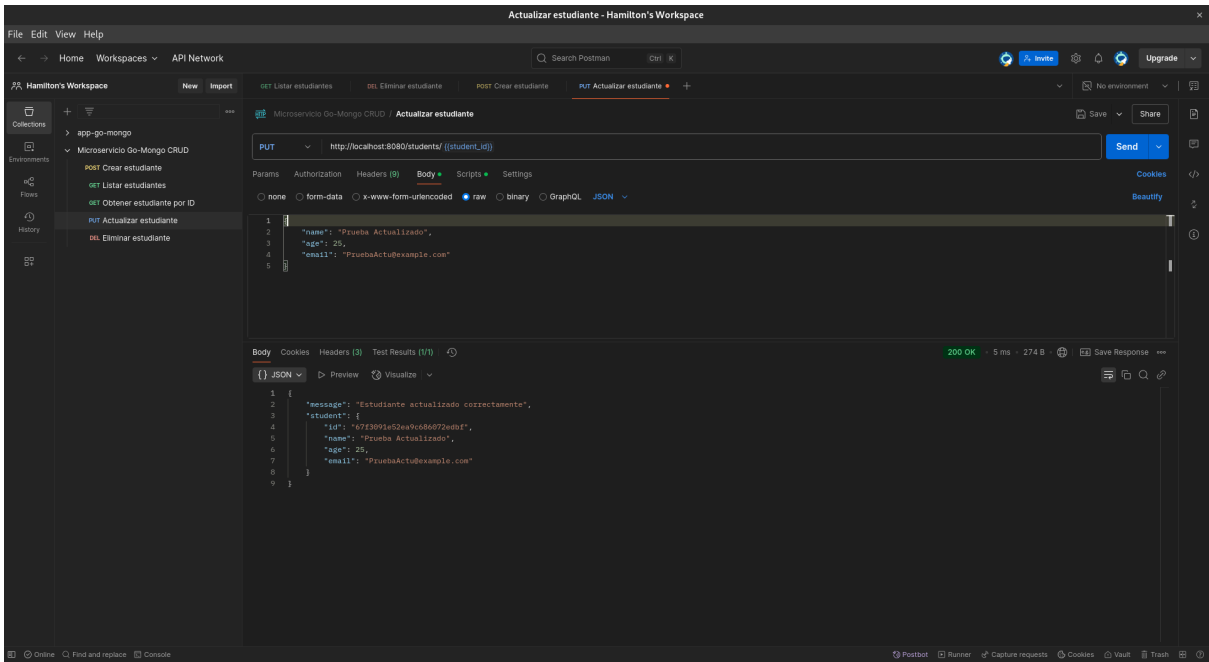 Actualizar estudiante - Hamilton's Workspace
File Edit View Help
Home Workspaces API Network
Search Postman Ctrl K
Invite
Upgrade
Hamilton's Workspace New Import
GET Listar estudiantes DEL Eliminar estudiante POST Crear estudiante PUT Actualizar estudiante
No environment
Collections
Environments
Flows
History
app-go-mongo
Microservicio Go-Mongo CRUD
POST Crear estudiante
GET Listar estudiantes
GET Obtener estudiante por ID
PUT Actualizar estudiante
DEL Eliminar estudiante
HTTP Microservicio Go-Mongo CRUD / Actualizar estudiante
Save Share
PUT http://localhost:8080/students/ {{student_id}}
Send
Params Authorization Headers (9) Body Scripts Settings
Cookies
none form-data x-www-form-urlencoded raw binary GraphQL JSON
Beautify
1 {
2 "name": "Prueba Actualizado",
3 "age": 25,
4 "email": "PruebaActu@example.com"
5 }
Body Cookies Headers (3) Test Results (1/1)
200 OK 5 ms 274 B Save Response
{} JSON Preview Visualize
1 {
2 "message": "Estudiante actualizado correctamente",
3 "student": {
4 "id": "67f3091e52ea9c686072edbf",
5 "name": "Prueba Actualizado",
6 "age": 25,
7 "email": "PruebaActu@example.com"
8 }
9 }
Online Find and replace Console
Postbot Runner Capture requests Cookies Vault Trash